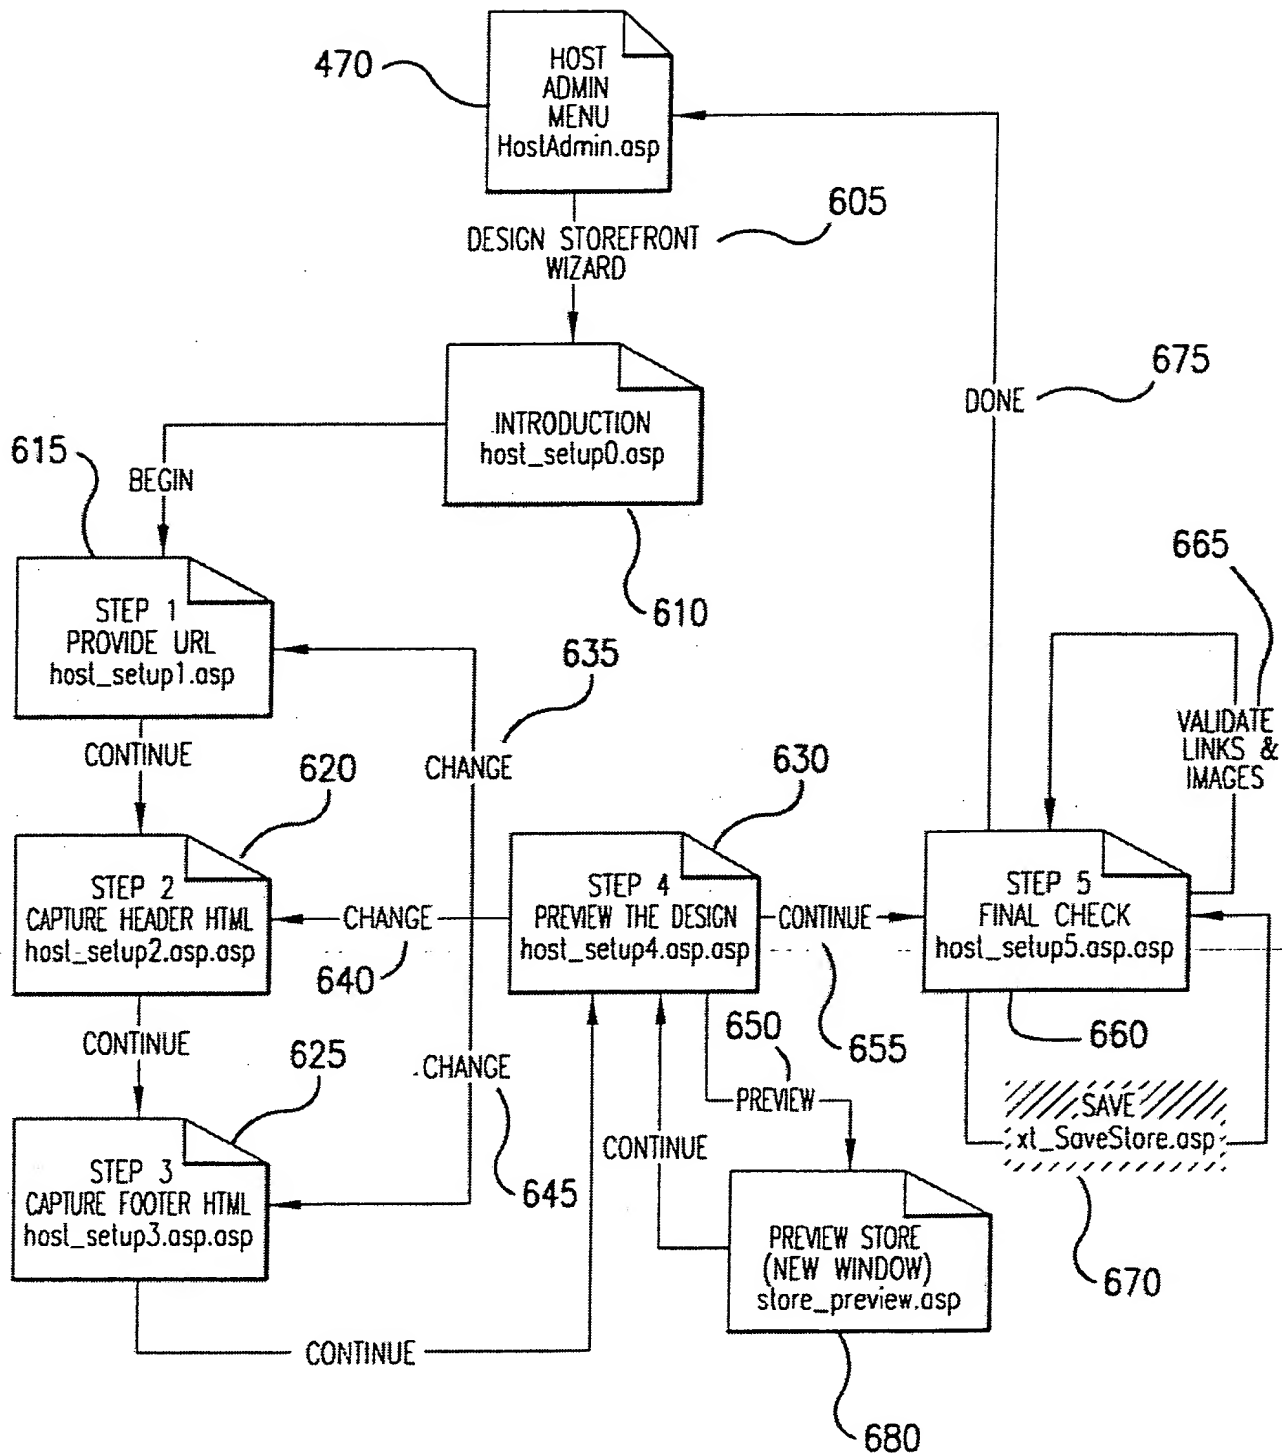 470
HOST
ADMIN
MENU
HostAdmin.asp
605
DESIGN STOREFRONT
WIZARD
675
DONE
INTRODUCTION
host_setup0.asp
615
BEGIN
610
665
STEP 1
PROVIDE URL
host_setup1.asp
635
VALIDATE
LINKS &
IMAGES
CONTINUE
620
CHANGE
630
STEP 2
CAPTURE HEADER HTML
host_setup2.asp.asp
CHANGE
640
STEP 4
PREVIEW THE DESIGN
host_setup4.asp.asp
CONTINUE
655
STEP 5
FINAL CHECK
host_setup5.asp.asp
660
CONTINUE
625
CHANGE
645
650
PREVIEW
SAVE
xt_SaveStore.asp
670
STEP 3
CAPTURE FOOTER HTML
host_setup3.asp.asp
CONTINUE
PREVIEW STORE
(NEW WINDOW)
store_preview.asp
CONTINUE
680